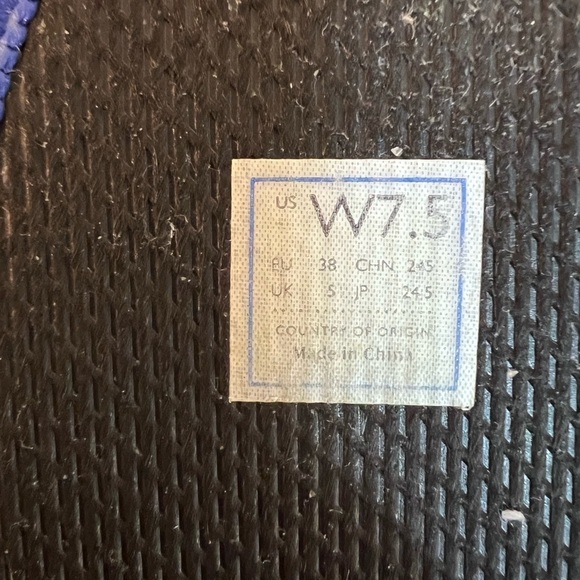 US W7.5
EU 38 CHN 245
UK 5 JP 24.5
COUNTRY OF ORIGIN
Made in China